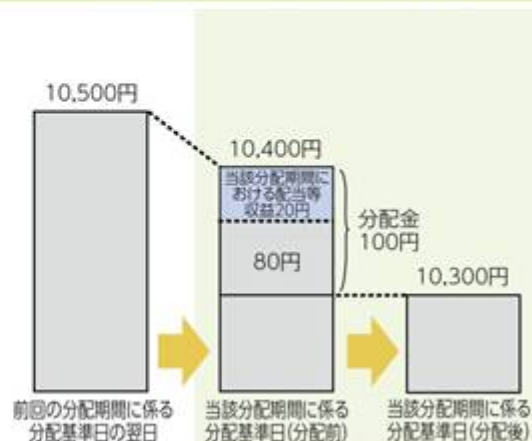 10,500円
10,400円
当該分配期間に
おける配当等
収益20円
80円
分配金
100円
10,300円
前回の分配期間に係る
分配基準日の翌日
当該分配期間に係る
分配基準日(分配前)
当該分配期間に係る
分配基準日(分配後)